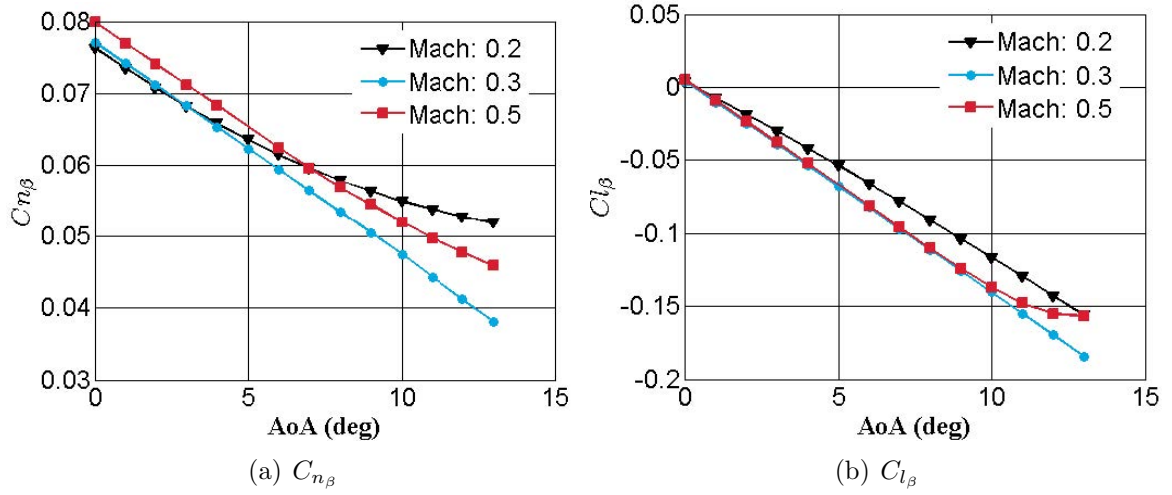 0.08
0.07
0.06
0.05
0.04
0.03
Cnβ
Mach: 0.2
Mach: 0.3
Mach: 0.5
0
5
10
15
AoA (deg)
(a) Cnβ
0.05
0
-0.05
-0.1
-0.15
-0.2
Clβ
Mach: 0.2
Mach: 0.3
Mach: 0.5
0
5
10
15
AoA (deg)
(b) Clβ